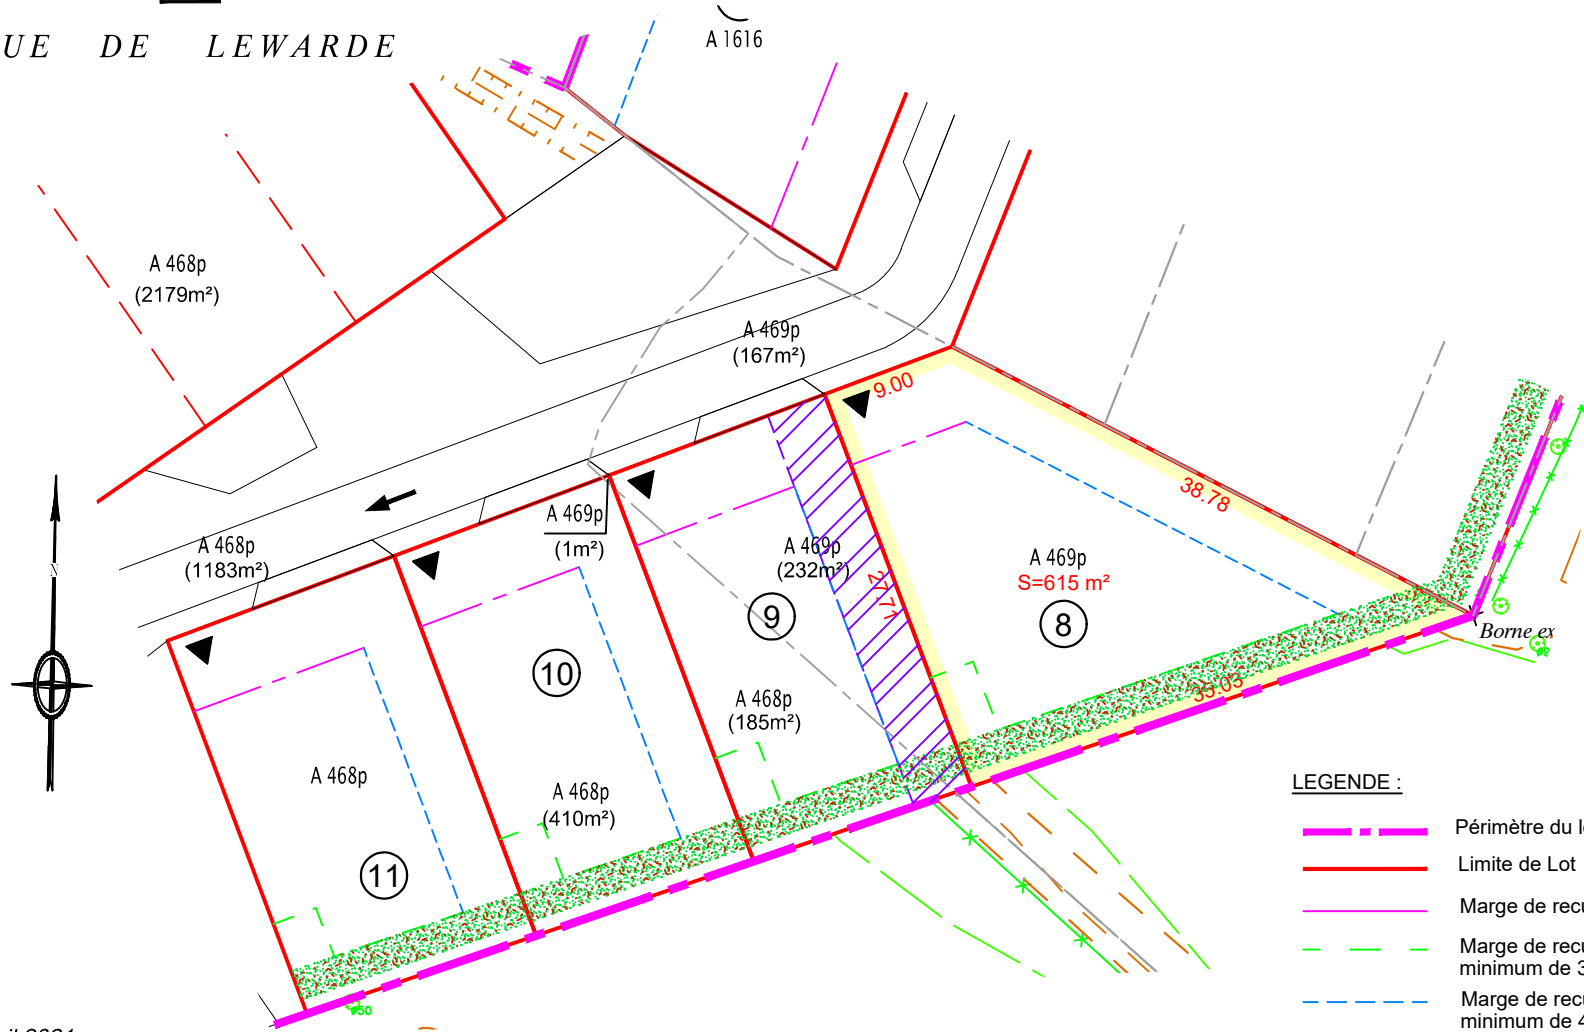 UE DE LEWARDE
A 1616
A 468p
(2179m²)
A 469p
(167m²)
9.00
38.78
A 469p
(1m²)
A 468p
(1183m²)
A 469p
(232m²)
27.71
A 469p
S=615 m²
8
9
10
Borne ex
35.03
A 468p
(185m²)
A 468p
A 468p
(410m²)
11
N
LEGENDE :
Périmètre du l
Limite de Lot
Marge de recu
Marge de recu
minimum de 3
Marge de recu
minimum de 4